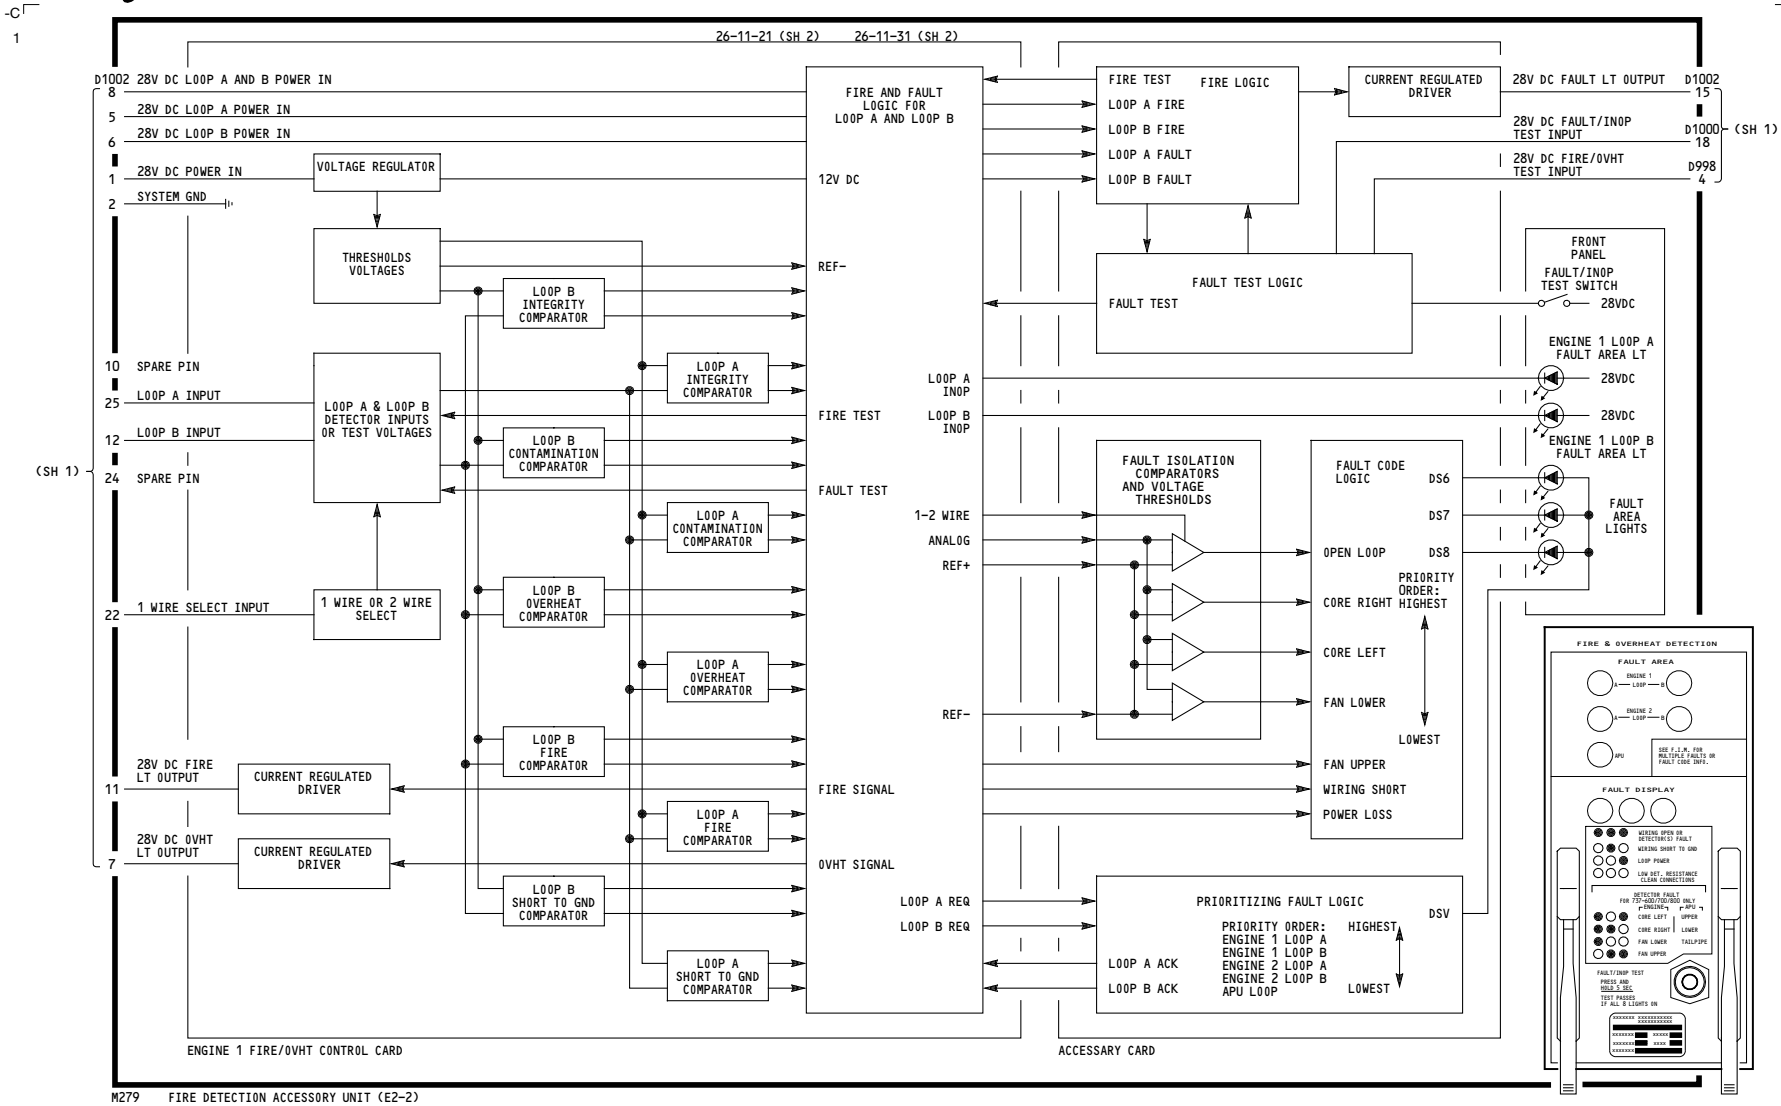 -C
1
26-11-21 (SH 2)
26-11-31 (SH 2)
D1002
8
28V DC LOOP A AND B POWER IN
5
28V DC LOOP A POWER IN
6
28V DC LOOP B POWER IN
1
28V DC POWER IN
2
SYSTEM GND
VOLTAGE REGULATOR
THRESHOLDS
VOLTAGES
10
SPARE PIN
25
LOOP A INPUT
12
LOOP B INPUT
24
SPARE PIN
(SH 1)
LOOP A & LOOP B
DETECTOR INPUTS
OR TEST VOLTAGES
22
1 WIRE SELECT INPUT
1 WIRE OR 2 WIRE
SELECT
28V DC FIRE
LT OUTPUT
11
CURRENT REGULATED
DRIVER
28V DC OVHT
LT OUTPUT
7
CURRENT REGULATED
DRIVER
LOOP B
INTEGRITY
COMPARATOR
LOOP A
INTEGRITY
COMPARATOR
LOOP B
CONTAMINATION
COMPARATOR
LOOP A
CONTAMINATION
COMPARATOR
LOOP B
OVERHEAT
COMPARATOR
LOOP A
OVERHEAT
COMPARATOR
LOOP B
FIRE
COMPARATOR
LOOP A
FIRE
COMPARATOR
LOOP B
SHORT TO GND
COMPARATOR
LOOP A
SHORT TO GND
COMPARATOR
FIRE AND FAULT
LOGIC FOR
LOOP A AND LOOP B
12V DC
REF-
FIRE TEST
FAULT TEST
FIRE SIGNAL
OVHT SIGNAL
LOOP A
INOP
LOOP B
INOP
1-2 WIRE
ANALOG
REF+
REF-
LOOP A REQ
LOOP B REQ
ENGINE 1 FIRE/OVHT CONTROL CARD
FIRE TEST
FIRE LOGIC
LOOP A FIRE
LOOP B FIRE
LOOP A FAULT
LOOP B FAULT
CURRENT REGULATED
DRIVER
28V DC FAULT LT OUTPUT
D1002
15
28V DC FAULT/INOP
TEST INPUT
D1000
18
(SH 1)
28V DC FIRE/OVHT
TEST INPUT
D998
4
FAULT TEST LOGIC
FAULT TEST
FRONT
PANEL
FAULT/INOP
TEST SWITCH
28VDC
ENGINE 1 LOOP A
FAULT AREA LT
28VDC
28VDC
ENGINE 1 LOOP B
FAULT AREA LT
FAULT
AREA
LIGHTS
FAULT ISOLATION
COMPARATORS
AND VOLTAGE
THRESHOLDS
FAULT CODE
LOGIC
DS6
DS7
DS8
OPEN LOOP
PRIORITY
ORDER:
HIGHEST
CORE RIGHT
CORE LEFT
FAN LOWER
LOWEST
FAN UPPER
WIRING SHORT
POWER LOSS
PRIORITIZING FAULT LOGIC
DSV
PRIORITY ORDER:
ENGINE 1 LOOP A
ENGINE 1 LOOP B
ENGINE 2 LOOP A
ENGINE 2 LOOP B
APU LOOP
HIGHEST
LOWEST
LOOP A ACK
LOOP B ACK
ACCESSARY CARD
FIRE & OVERHEAT DETECTION
FAULT AREA
ENGINE 1
A LOOP B
ENGINE 2
A LOOP B
APU
SEE F.I.M. FOR
MULTIPLE FAULTS OR
FAULT CODE INFO.
FAULT DISPLAY
WIRING OPEN OR
DETECTOR(S) FAULT
WIRING SHORT TO GND
LOOP POWER
LOW DET. RESISTANCE
CLEAN CONNECTIONS
DETECTOR FAULT
FOR 737-600/700/800 ONLY
ENGINE APU
CORE LEFT UPPER
CORE RIGHT LOWER
FAN LOWER TAILPIPE
FAN UPPER
FAULT/INOP TEST
PRESS AND
HOLD 5 SEC
TEST PASSES
IF ALL 8 LIGHTS ON
XXXXXXX XXXXXXXXXXX
XXXXXXXXXXX
XXXXXXX XXXXX
XXXXXXX XXXX
XXXXXXX
M279 FIRE DETECTION ACCESSORY UNIT (E2-2)